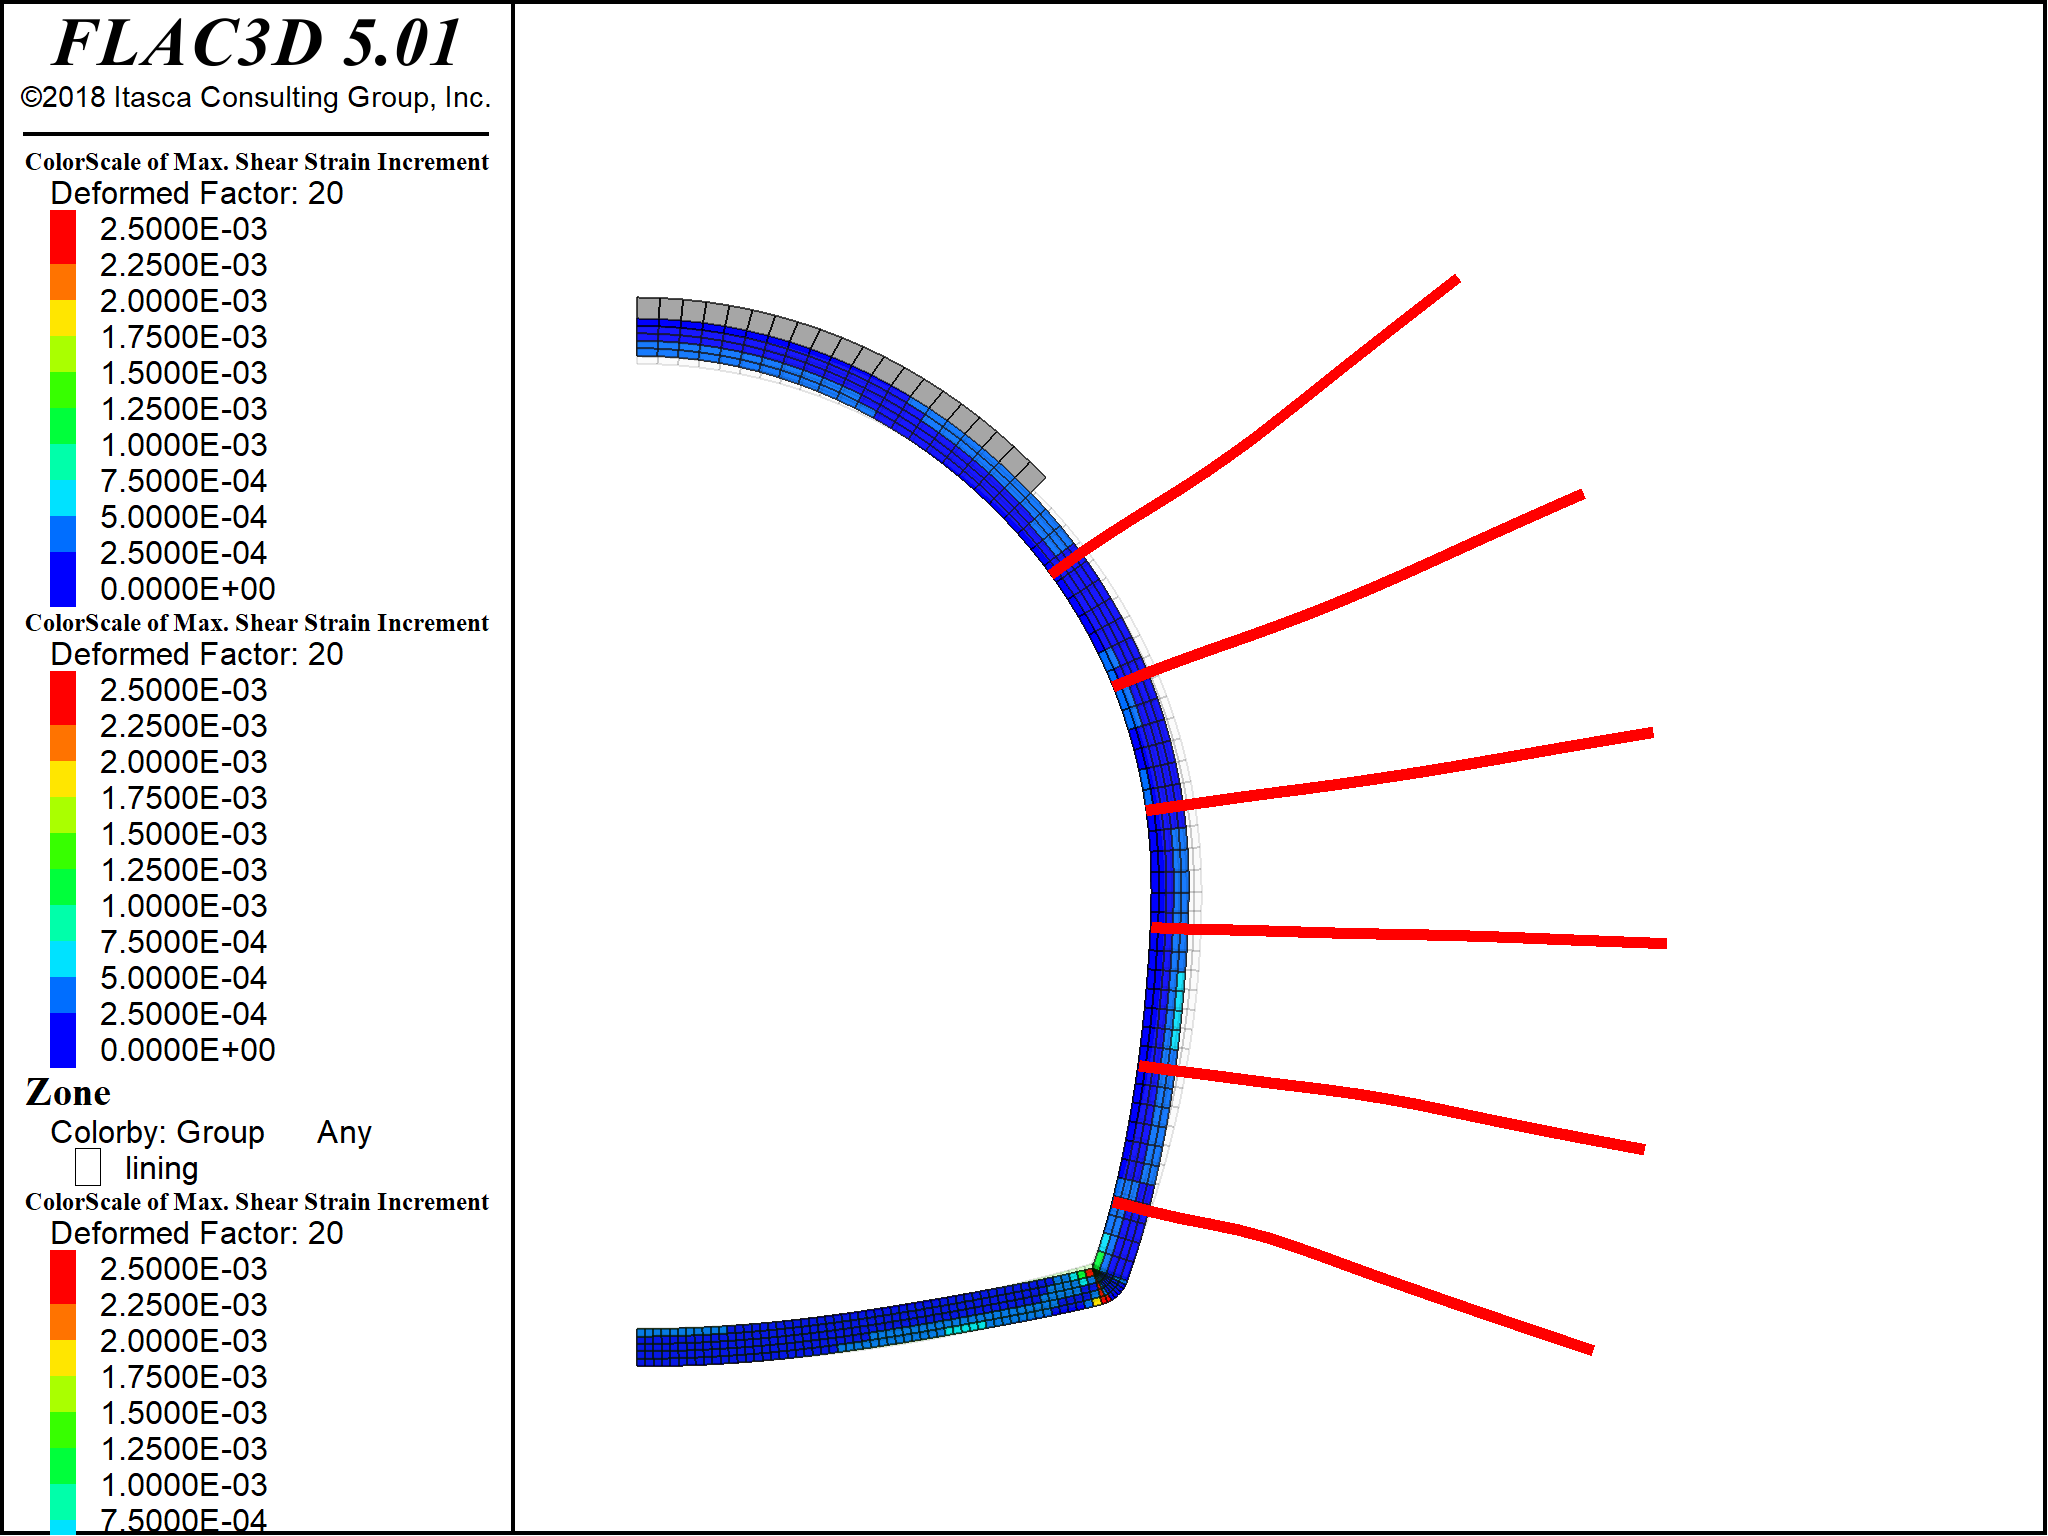 FLAC3D 5.01
©2018 Itasca Consulting Group, Inc.
ColorScale of Max. Shear Strain Increment
Deformed Factor: 20
2.5000E-03
2.2500E-03
2.0000E-03
1.7500E-03
1.5000E-03
1.2500E-03
1.0000E-03
7.5000E-04
5.0000E-04
2.5000E-04
0.0000E+00
ColorScale of Max. Shear Strain Increment
Deformed Factor: 20
2.5000E-03
2.2500E-03
2.0000E-03
1.7500E-03
1.5000E-03
1.2500E-03
1.0000E-03
7.5000E-04
5.0000E-04
2.5000E-04
0.0000E+00
Zone
Colorby: Group Any
lining
ColorScale of Max. Shear Strain Increment
Deformed Factor: 20
2.5000E-03
2.2500E-03
2.0000E-03
1.7500E-03
1.5000E-03
1.2500E-03
1.0000E-03
7.5000E-04